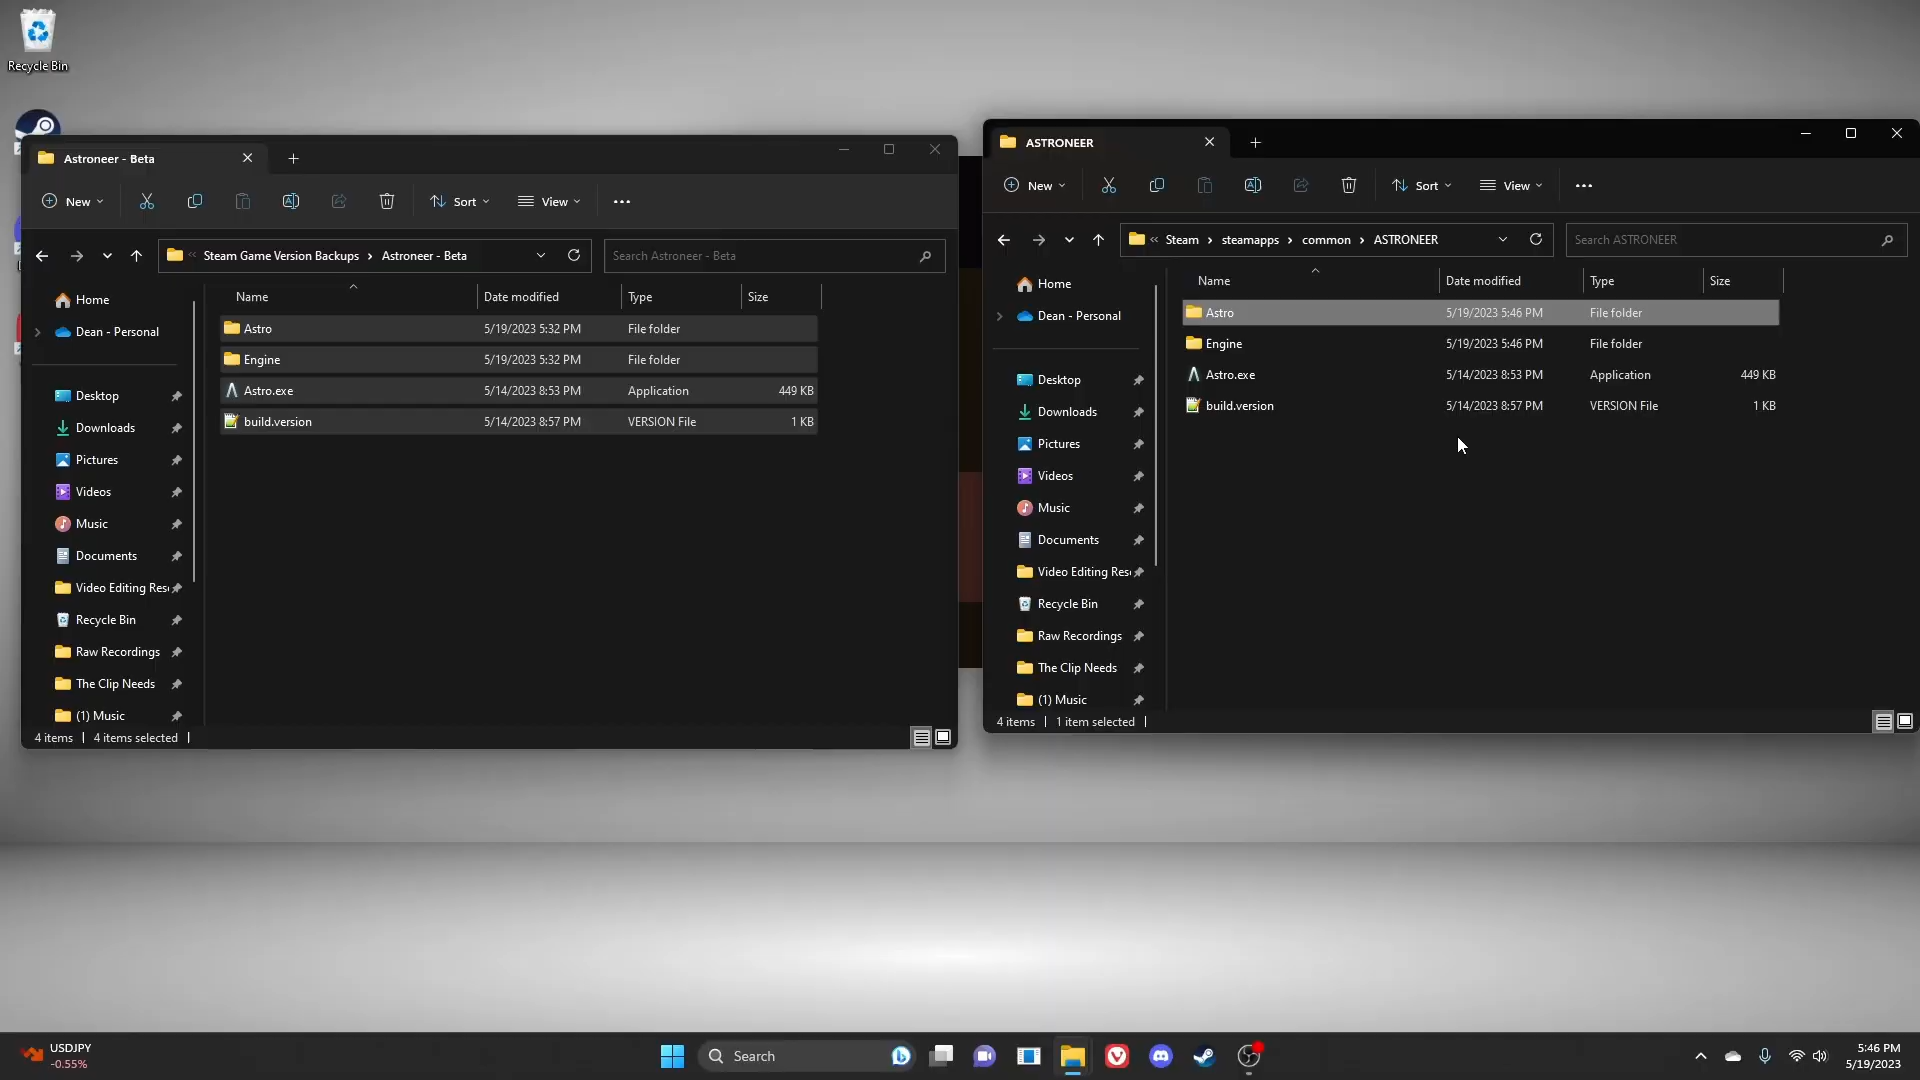 Recycle Bin
Astroneer - Beta
New
Sort
View
Steam Game Version Backups
Astroneer - Beta
Search Astroneer - Beta
Home
Dean - Personal
Desktop
Downloads
Pictures
Videos
Music
Documents
Video Editing Res
Recycle Bin
Raw Recordings
The Clip Needs
(1) Music
Name Date modified Type Size
Astro 5/19/2023 5:32 PM File folder
Engine 5/19/2023 5:32 PM File folder
Astro.exe 5/14/2023 8:53 PM Application 449 KB
build.version 5/14/2023 8:57 PM VERSION File 1 KB
4 items 4 items selected
ASTRONEER
New
Sort
View
Steam steamapps common ASTRONEER
Search ASTRONEER
Home
Dean - Personal
Desktop
Downloads
Pictures
Videos
Music
Documents
Video Editing Res
Recycle Bin
Raw Recordings
The Clip Needs
(1) Music
Name Date modified Type Size
Astro 5/19/2023 5:46 PM File folder
Engine 5/19/2023 5:46 PM File folder
Astro.exe 5/14/2023 8:53 PM Application 449 KB
build.version 5/14/2023 8:57 PM VERSION File 1 KB
4 items 1 item selected
USDJPY
-0.55%
Search
5:46 PM
5/19/2023